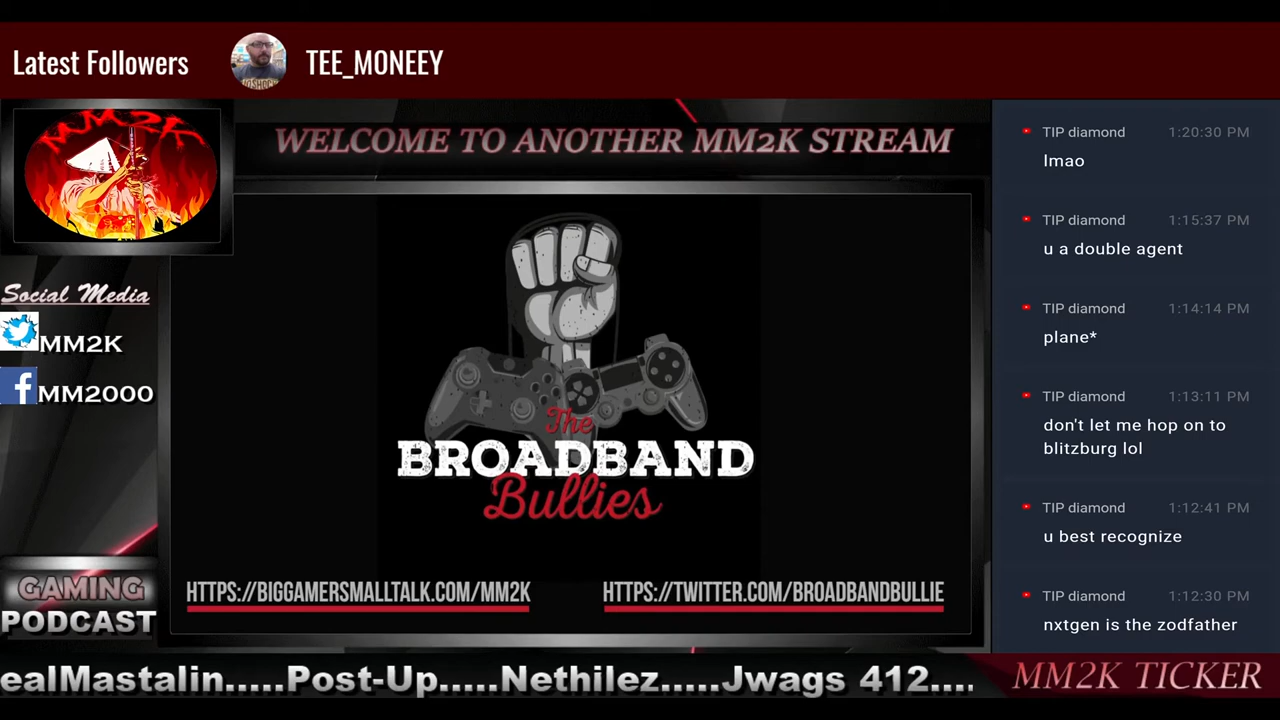 Latest Followers
TEE_MONEEY
MM2K
WELCOME TO ANOTHER MM2K STREAM
Social Media
MM2K
MM2000
The
BROADBAND
Bullies
HTTPS://BIGGAMERSMALLTALK.COM/MM2K
HTTPS://TWITTER.COM/BROADBANDBULLIE
GAMING
PODCAST
TIP diamond 1:20:30 PM
lmao
TIP diamond 1:15:37 PM
u a double agent
TIP diamond 1:14:14 PM
plane*
TIP diamond 1:13:11 PM
don't let me hop on to
blitzburg lol
TIP diamond 1:12:41 PM
u best recognize
TIP diamond 1:12:30 PM
nxtgen is the zodfather
ealMastalin.....Post-Up.....Nethilez.....Jwags 412....
MM2K TICKER